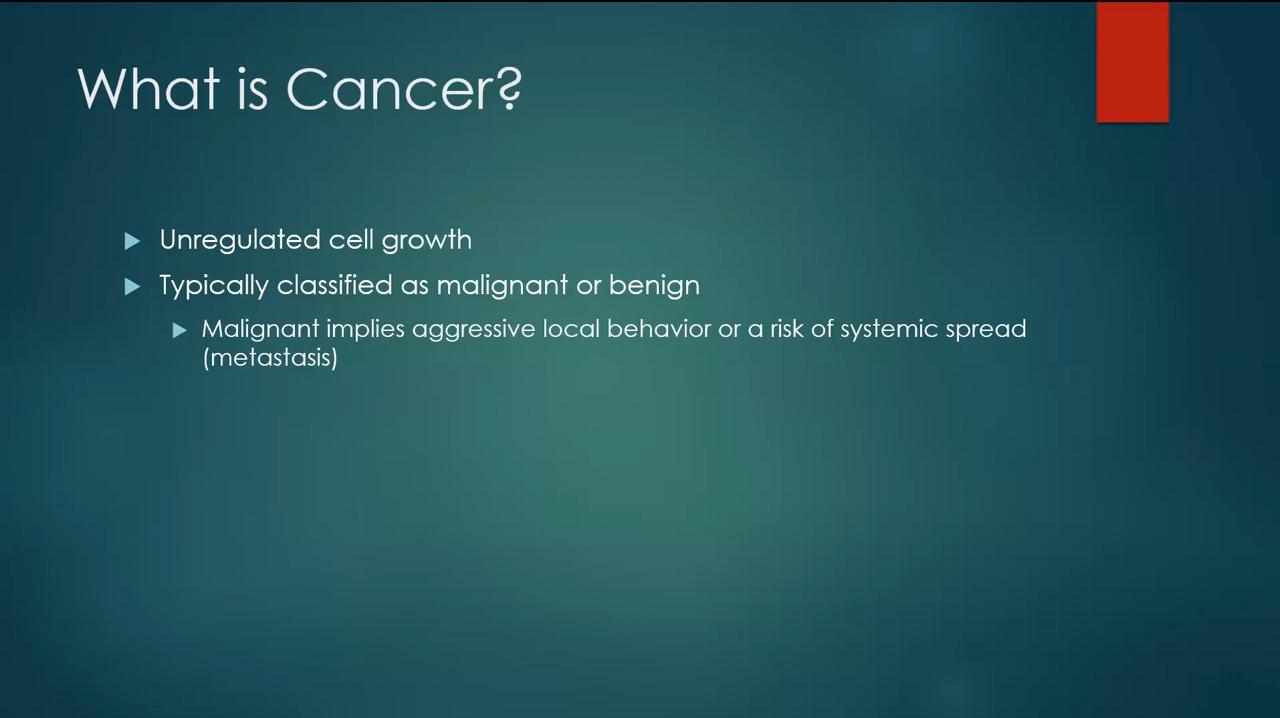 What is Cancer?
Unregulated cell growth
Typically classified as malignant or benign
Malignant implies aggressive local behavior or a risk of systemic spread
(metastasis)